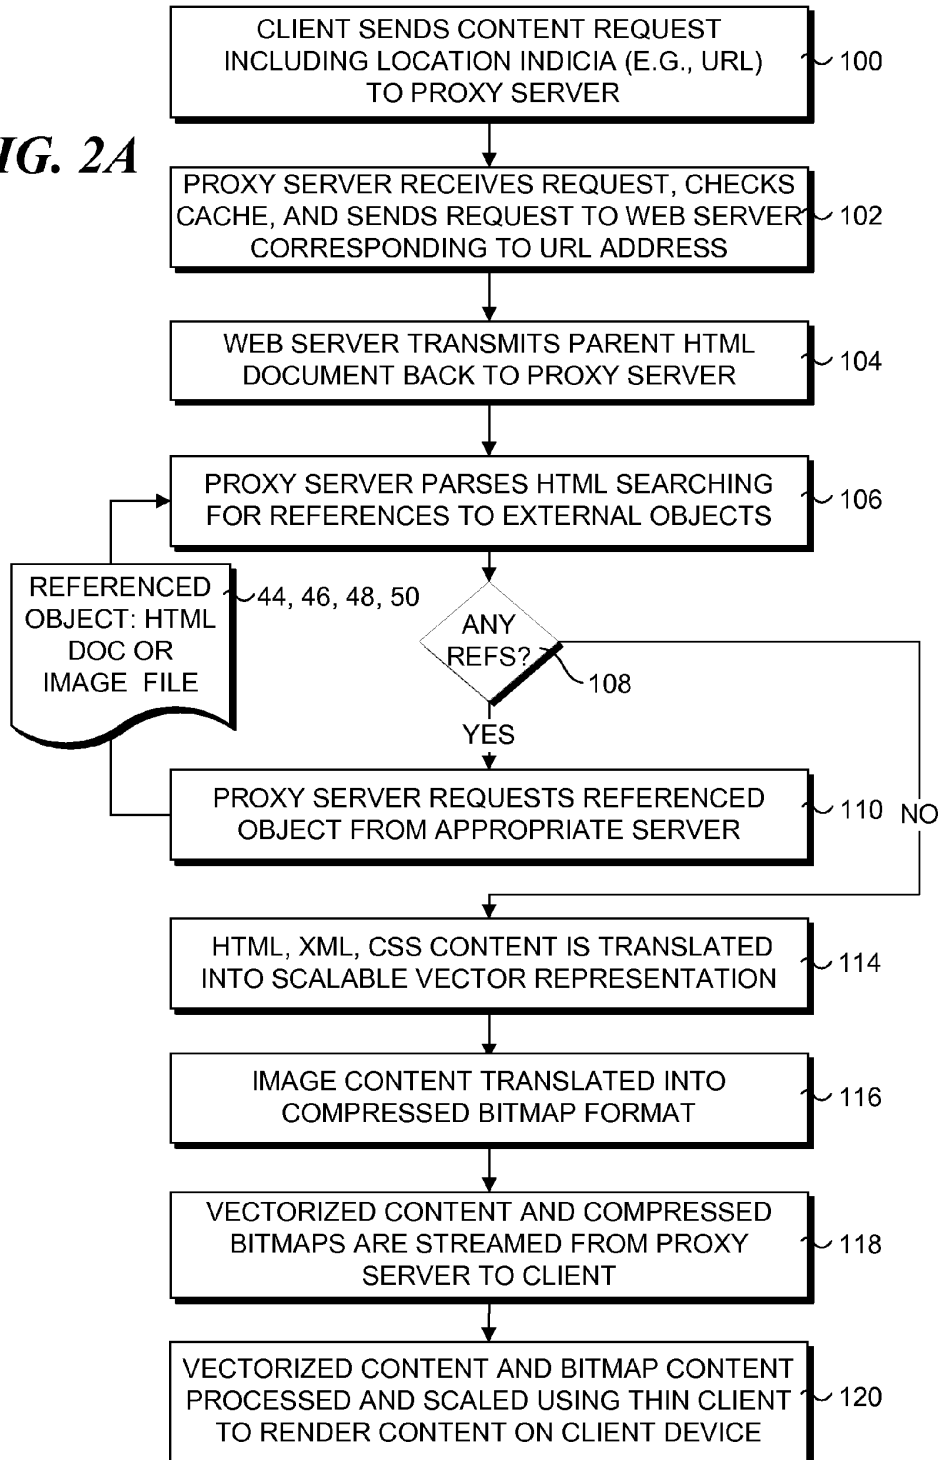 CLIENT SENDS CONTENT REQUEST
INCLUDING LOCATION INDICIA (E.G., URL)
TO PROXY SERVER
100
IG. 2A
PROXY SERVER RECEIVES REQUEST, CHECKS
CACHE, AND SENDS REQUEST TO WEB SERVER
CORRESPONDING TO URL ADDRESS
102
WEB SERVER TRANSMITS PARENT HTML
DOCUMENT BACK TO PROXY SERVER
104
PROXY SERVER PARSES HTML SEARCHING
FOR REFERENCES TO EXTERNAL OBJECTS
106
REFERENCED
OBJECT: HTML
DOC OR
IMAGE FILE
44, 46, 48, 50
ANY
REFS?
108
YES
PROXY SERVER REQUESTS REFERENCED
OBJECT FROM APPROPRIATE SERVER
110
NO
HTML, XML, CSS CONTENT IS TRANSLATED
INTO SCALABLE VECTOR REPRESENTATION
114
IMAGE CONTENT TRANSLATED INTO
COMPRESSED BITMAP FORMAT
116
VECTORIZED CONTENT AND COMPRESSED
BITMAPS ARE STREAMED FROM PROXY
SERVER TO CLIENT
118
VECTORIZED CONTENT AND BITMAP CONTENT
PROCESSED AND SCALED USING THIN CLIENT
TO RENDER CONTENT ON CLIENT DEVICE
120